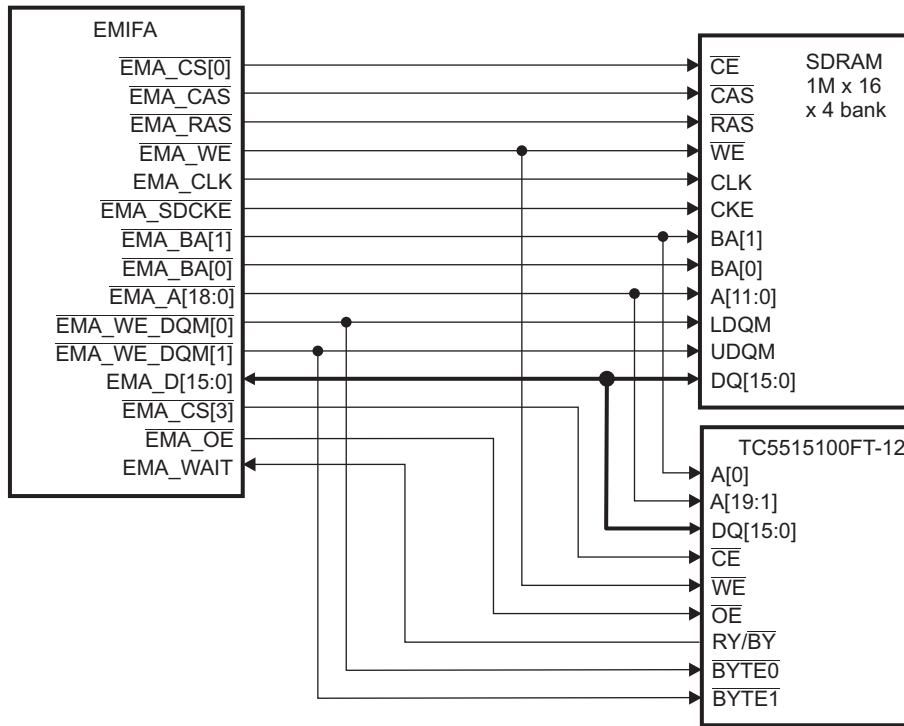 EMIFA
EMA_CS[0]
EMA_CAS
EMA_RAS
EMA_WE
EMA_CLK
EMA_SDCKE
EMA_BA[1]
EMA_BA[0]
EMA_A[18:0]
EMA_WE_DQM[0]
EMA_WE_DQM[1]
EMA_D[15:0]
EMA_CS[3]
EMA_OE
EMA_WAIT
SDRAM
1M x 16
x 4 bank
CE
CAS
RAS
WE
CLK
CKE
BA[1]
BA[0]
A[11:0]
LDQM
UDQM
DQ[15:0]
TC5515100FT-12
A[0]
A[19:1]
DQ[15:0]
CE
WE
OE
RY/BY
BYTE0
BYTE1